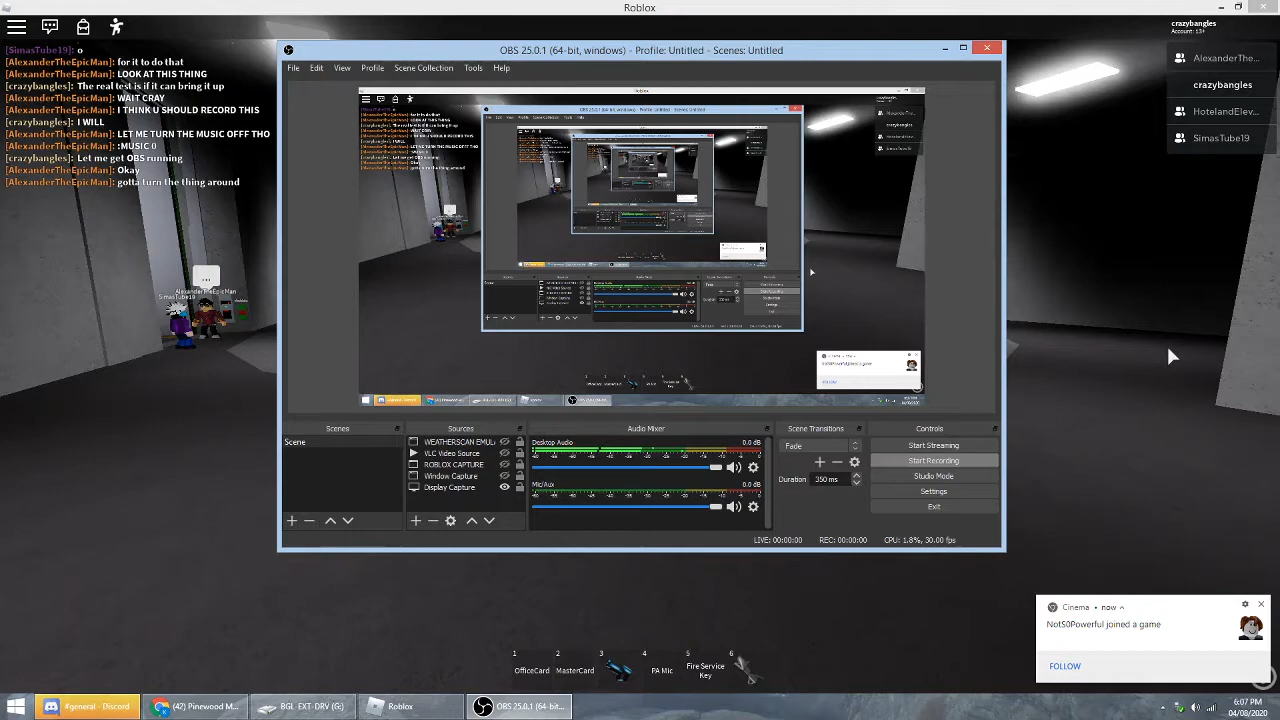 Roblox
[SimasTube19]: o
[AlexanderTheEpicMan]: for it to do that
[AlexanderTheEpicMan]: LOOK AT THIS THING
[crazybangles]: The real test is if it can bring it up
[AlexanderTheEpicMan]: WAIT CRAY
[AlexanderTheEpicMan]: I THINK U SHOULD RECORD THIS
[crazybangles]: I WILL
[AlexanderTheEpicMan]: LET ME TURN THE MUSIC OFFF THO
[AlexanderTheEpicMan]: :MUSIC 0
[crazybangles]: Let me get OBS running
[AlexanderTheEpicMan]: Okay
[AlexanderTheEpicMan]: gotta turn the thing around
crazybangles
Account: 13+
AlexanderThe...
crazybangles
HotelandElev...
SimasTube19
...
AlexanderTheEpicMan
SimasTube19
OBS 25.0.1 (64-bit, windows) - Profile: Untitled - Scenes: Untitled
File Edit View Profile Scene Collection Tools Help
Scenes
Scene
Sources
WEATHERSCAN EMUL
VLC Video Source
ROBLOX CAPTURE
Window Capture
Display Capture
Audio Mixer
Desktop Audio 0.0 dB
Mic/Aux 0.0 dB
Scene Transitions
Fade
Duration 350 ms
Controls
Start Streaming
Start Recording
Studio Mode
Settings
Exit
LIVE: 00:00:00 REC: 00:00:00 CPU: 1.8%, 30.00 fps
Cinema • now
NotS0Powerful joined a game
FOLLOW
1 OfficeCard
2 MasterCard
3
4 PA Mic
5 Fire Service Key
6
#general - Discord
(42) Pinewood M...
BGL-EXT-DRV (G:)
Roblox
OBS 25.0.1 (64-bit...
6:07 PM
04/08/2020